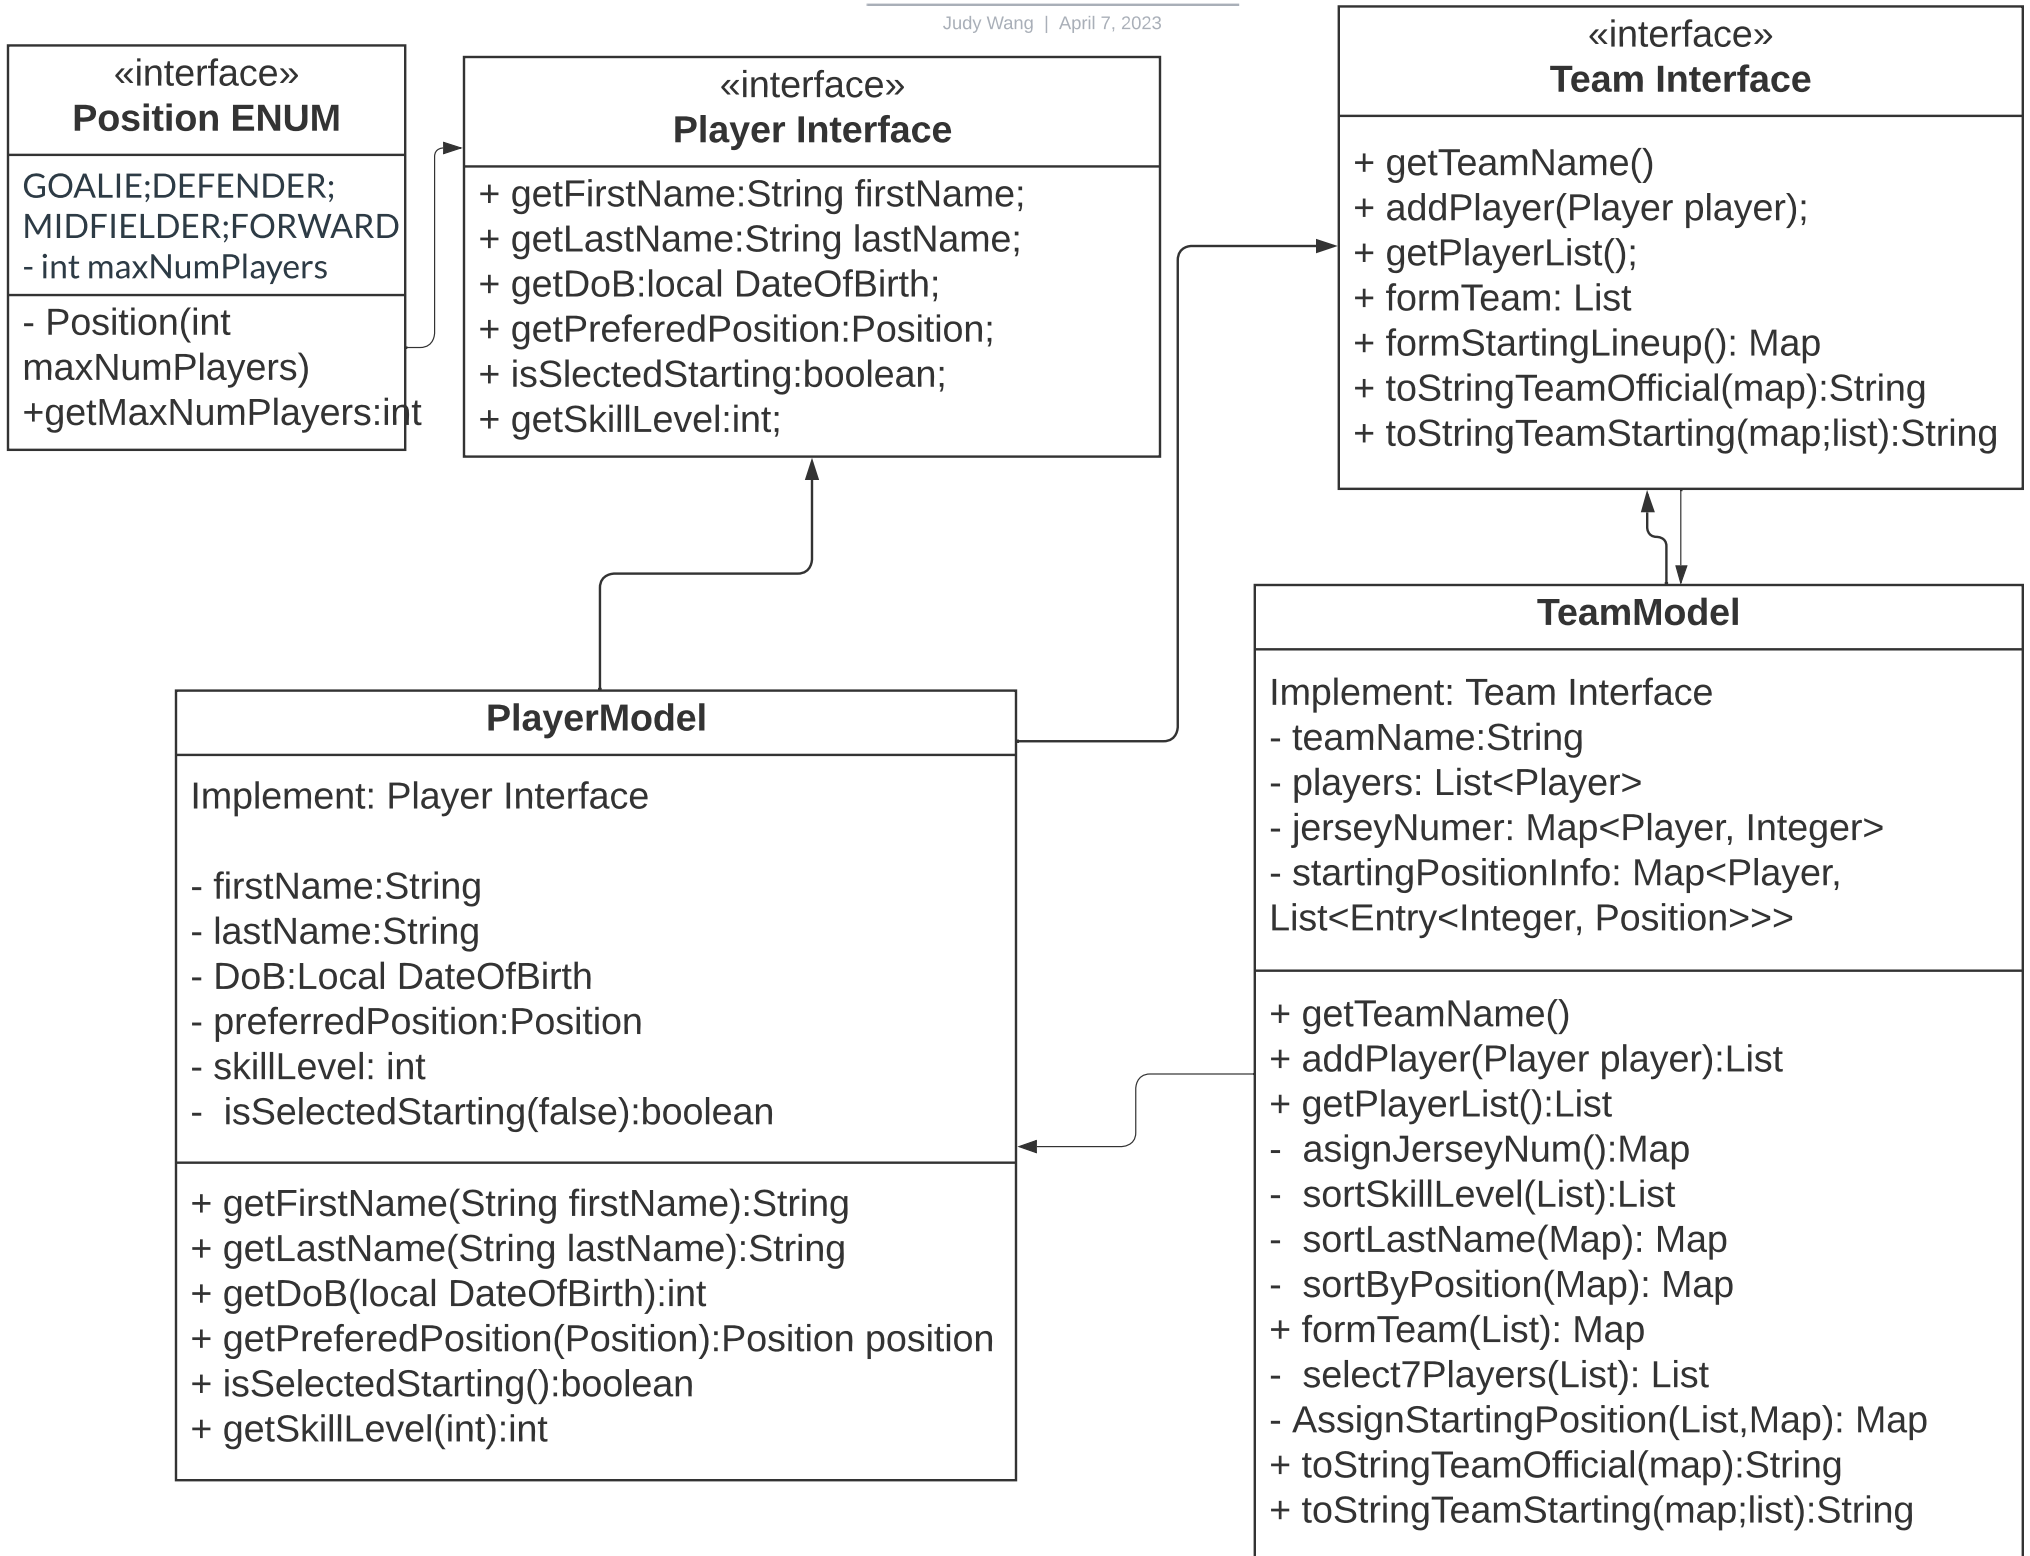 Judy Wang | April 7, 2023
«interface»
Position ENUM
GOALIE;DEFENDER;
MIDFIELDER;FORWARD
- int maxNumPlayers
- Position(int
maxNumPlayers)
+getMaxNumPlayers:int
«interface»
Player Interface
+ getFirstName:String firstName;
+ getLastName:String lastName;
+ getDoB:local DateOfBirth;
+ getPreferedPosition:Position;
+ isSlectedStarting:boolean;
+ getSkillLevel:int;
«interface»
Team Interface
+ getTeamName()
+ addPlayer(Player player);
+ getPlayerList();
+ formTeam: List
+ formStartingLineup(): Map
+ toStringTeamOfficial(map):String
+ toStringTeamStarting(map;list):String
PlayerModel
Implement: Player Interface
- firstName:String
- lastName:String
- DoB:Local DateOfBirth
- preferredPosition:Position
- skillLevel: int
-  isSelectedStarting(false):boolean
+ getFirstName(String firstName):String
+ getLastName(String lastName):String
+ getDoB(local DateOfBirth):int
+ getPreferedPosition(Position):Position position
+ isSelectedStarting():boolean
+ getSkillLevel(int):int
TeamModel
Implement: Team Interface
- teamName:String
- players: List<Player>
- jerseyNumer: Map<Player, Integer>
- startingPositionInfo: Map<Player,
List<Entry<Integer, Position>>>
+ getTeamName()
+ addPlayer(Player player):List
+ getPlayerList():List
-  asignJerseyNum():Map
-  sortSkillLevel(List):List
-  sortLastName(Map): Map
-  sortByPosition(Map): Map
+ formTeam(List): Map
-  select7Players(List): List
- AssignStartingPosition(List,Map): Map
+ toStringTeamOfficial(map):String
+ toStringTeamStarting(map;list):String